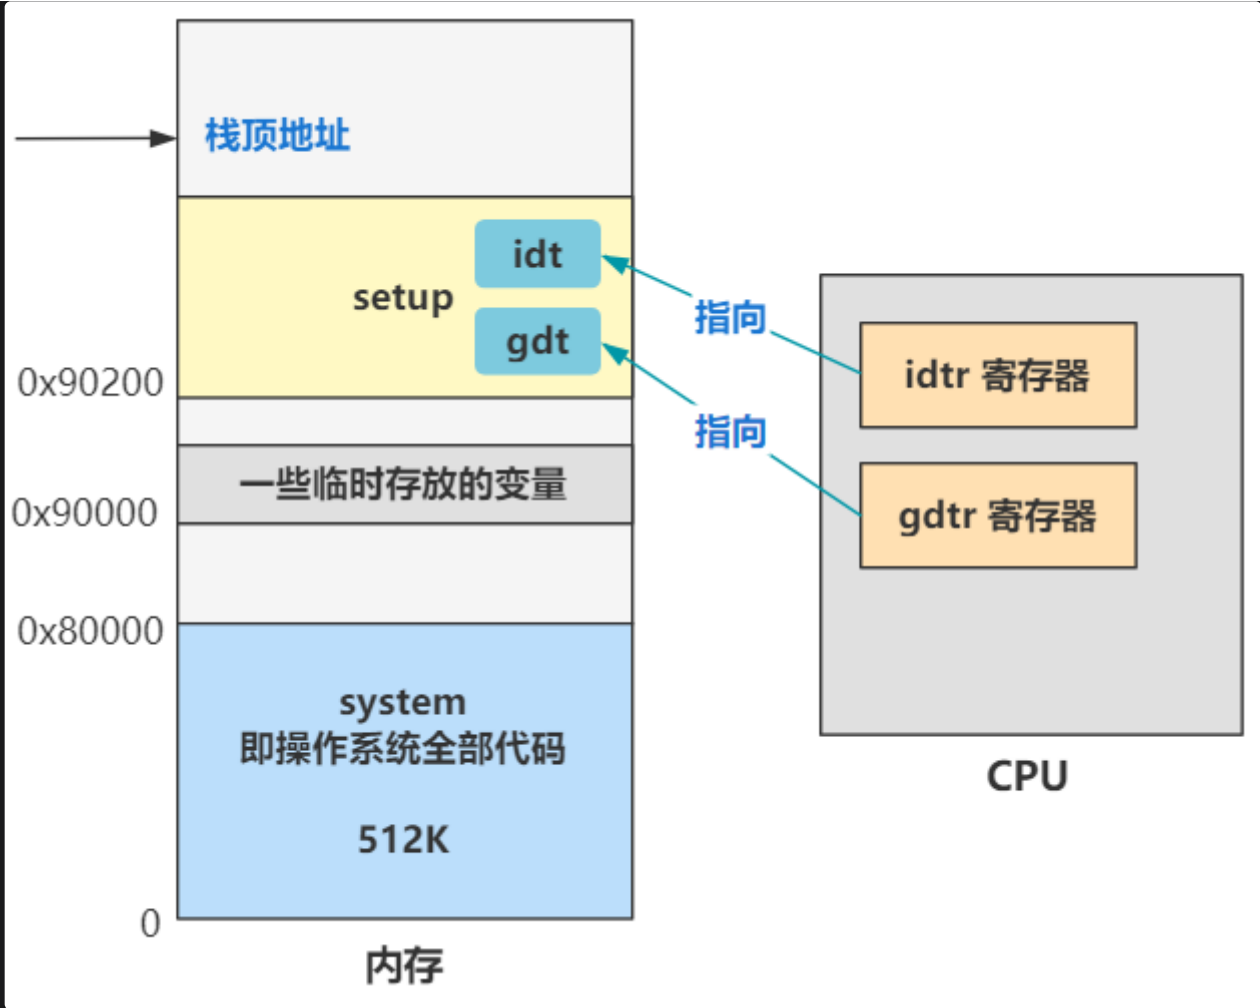 栈顶地址
idt
setup
gdt
0x90200
一些临时存放的变量
0x90000
0x80000
system
即操作系统全部代码
512K
0
内存
指向
指向
idtr 寄存器
gdtr 寄存器
CPU